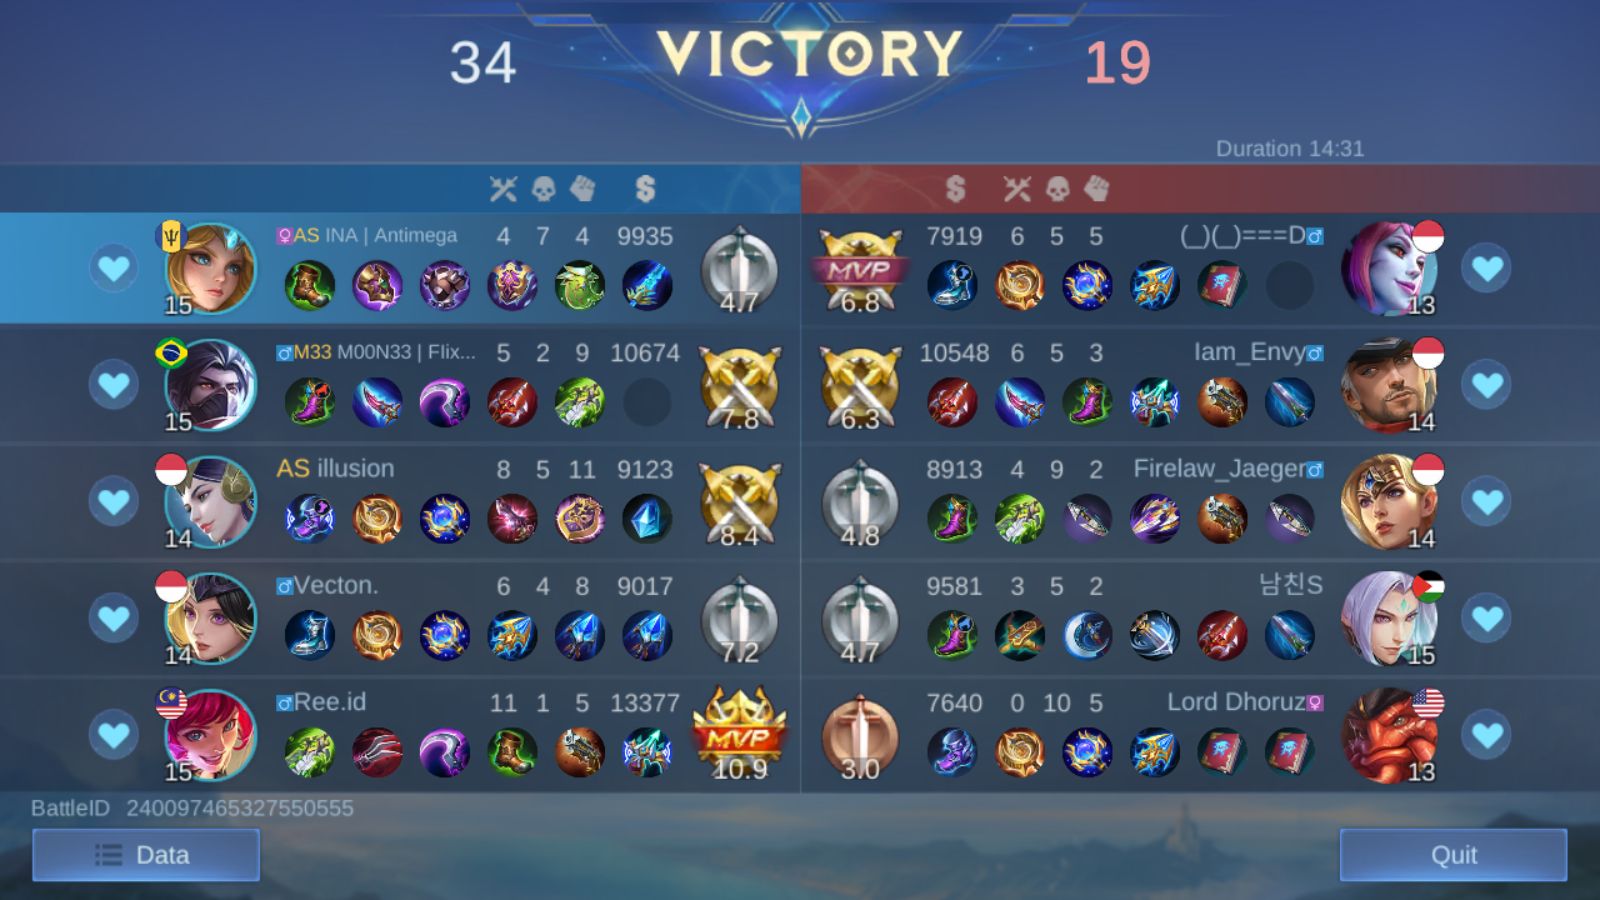 34 VICTORY 19
Duration 14:31
AS INA | Antimega 4 7 4 9935 4.7 15
MVP 6.8 7919 6 5 5 (_)(_)===D 13
M33 M00N33 | Flix... 5 2 9 10674 7.8 15
6.3 10548 6 5 3 Iam_Envy 14
AS illusion 8 5 11 9123 8.4 14
4.8 8913 4 9 2 Firelaw_Jaeger 14
Vecton. 6 4 8 9017 7.2 14
4.7 9581 3 5 2 남친S 15
Ree.id 11 1 5 13377 MVP 10.9 15
3.0 7640 0 10 5 Lord Dhoruz 13
BattleID 240097465327550555
Data
Quit